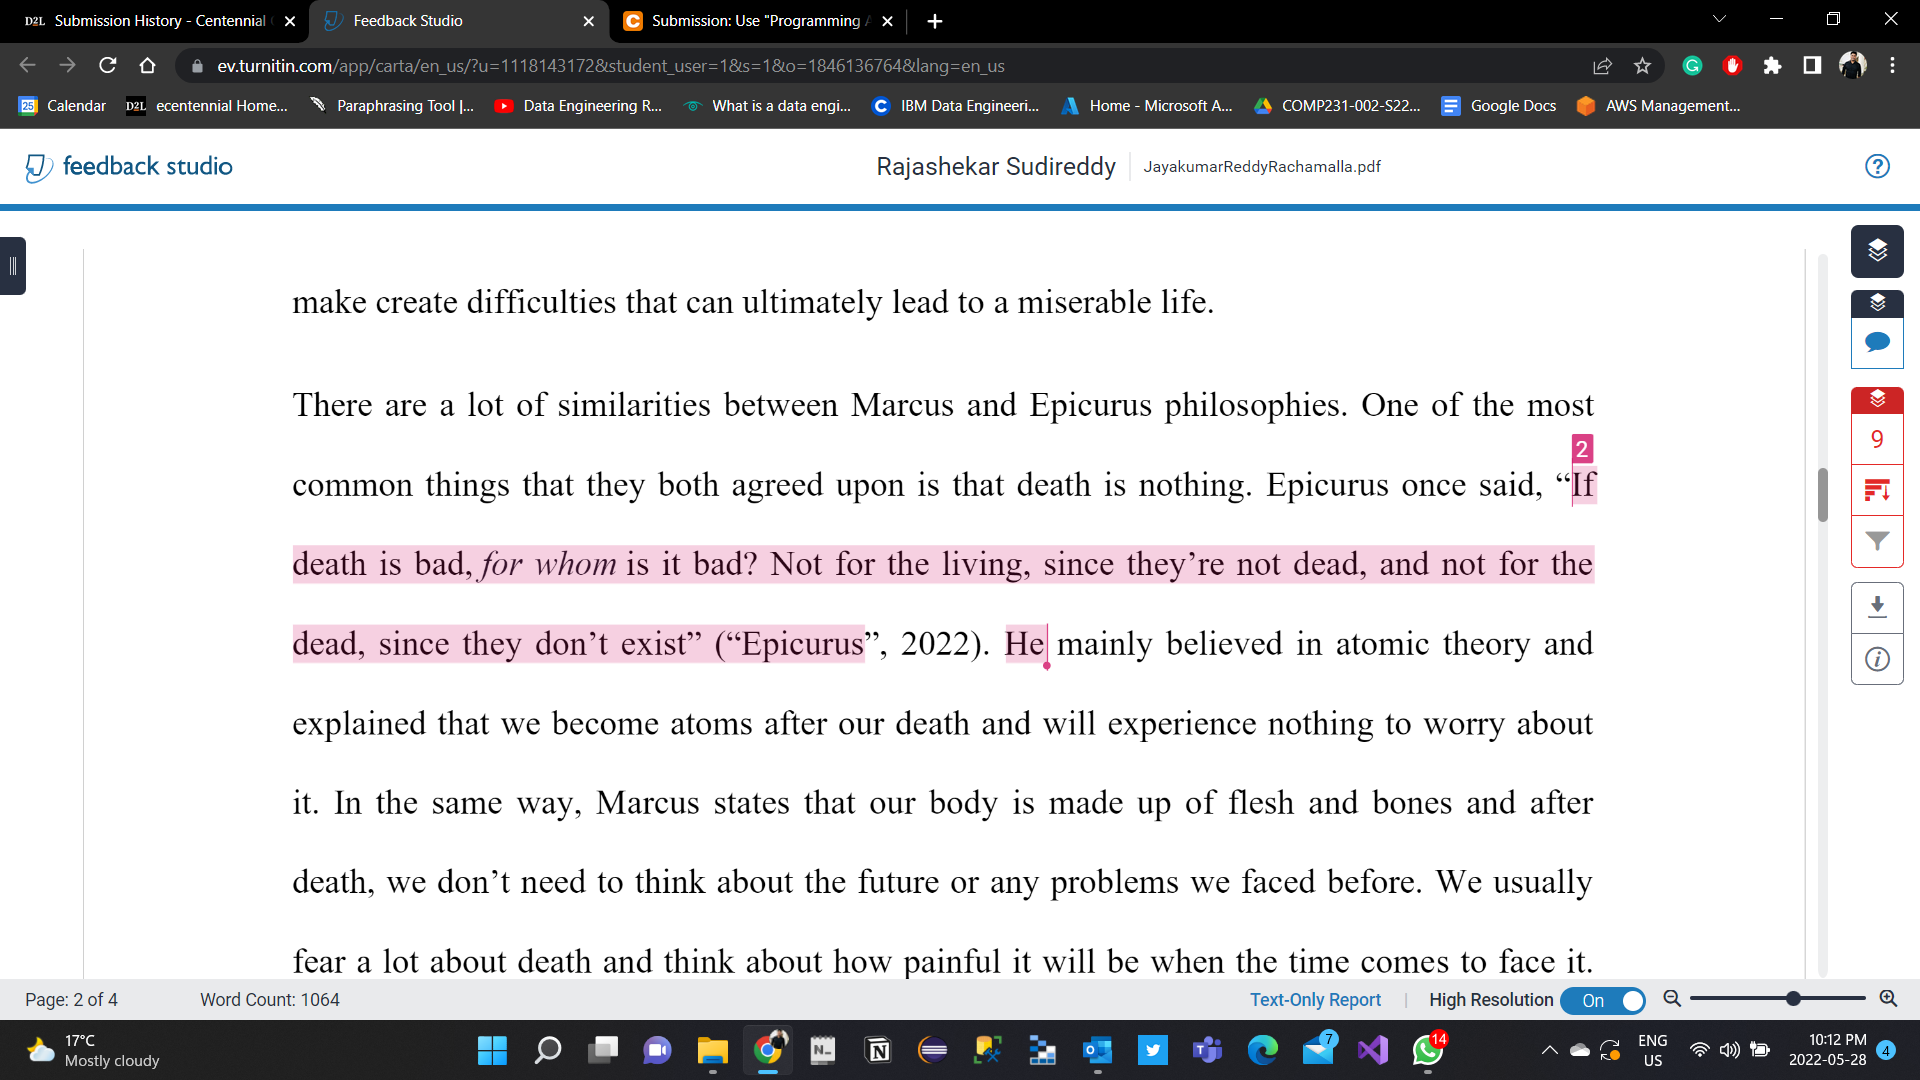 D2L Submission History - Centennial
Feedback Studio
Submission: Use "Programming A
ev.turnitin.com/app/carta/en_us/?u=1118143172&student_user=1&s=1&o=1846136764&lang=en_us
25 Calendar
D2L ecentennial Home...
Paraphrasing Tool |...
Data Engineering R...
What is a data engi...
IBM Data Engineeri...
Home - Microsoft A...
COMP231-002-S22...
Google Docs
AWS Management...
feedback studio
Rajashekar Sudireddy
JayakumarReddyRachamalla.pdf
make create difficulties that can ultimately lead to a miserable life.
There are a lot of similarities between Marcus and Epicurus philosophies. One of the most
2
common things that they both agreed upon is that death is nothing. Epicurus once said, “If
death is bad, for whom is it bad? Not for the living, since they’re not dead, and not for the
dead, since they don’t exist” (“Epicurus”, 2022). He mainly believed in atomic theory and
explained that we become atoms after our death and will experience nothing to worry about
it. In the same way, Marcus states that our body is made up of flesh and bones and after
death, we don’t need to think about the future or any problems we faced before. We usually
fear a lot about death and think about how painful it will be when the time comes to face it.
9
Page: 2 of 4
Word Count: 1064
Text-Only Report
High Resolution
On
17°C
Mostly cloudy
7
14
ENG
US
10:12 PM
2022-05-28
4